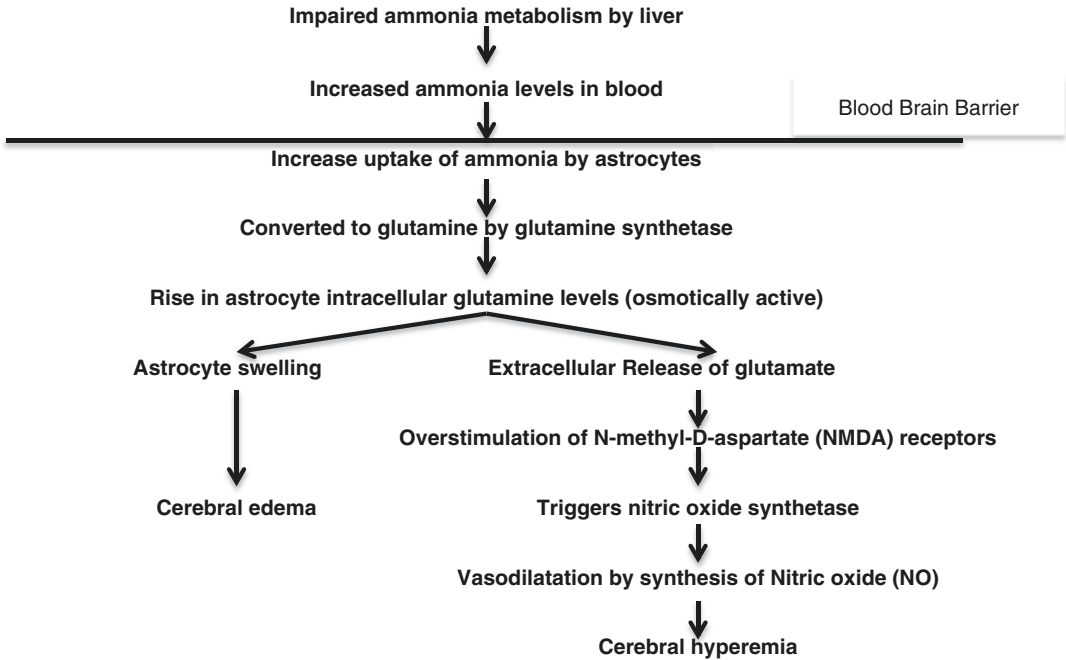 Impaired ammonia metabolism by liver
Increased ammonia levels in blood
Blood Brain Barrier
Increase uptake of ammonia by astrocytes
Converted to glutamine by glutamine synthetase
Rise in astrocyte intracellular glutamine levels (osmotically active)
Astrocyte swelling
Extracellular Release of glutamate
Overstimulation of N-methyl-D-aspartate (NMDA) receptors
Cerebral edema
Triggers nitric oxide synthetase
Vasodilatation by synthesis of Nitric oxide (NO)
Cerebral hyperemia